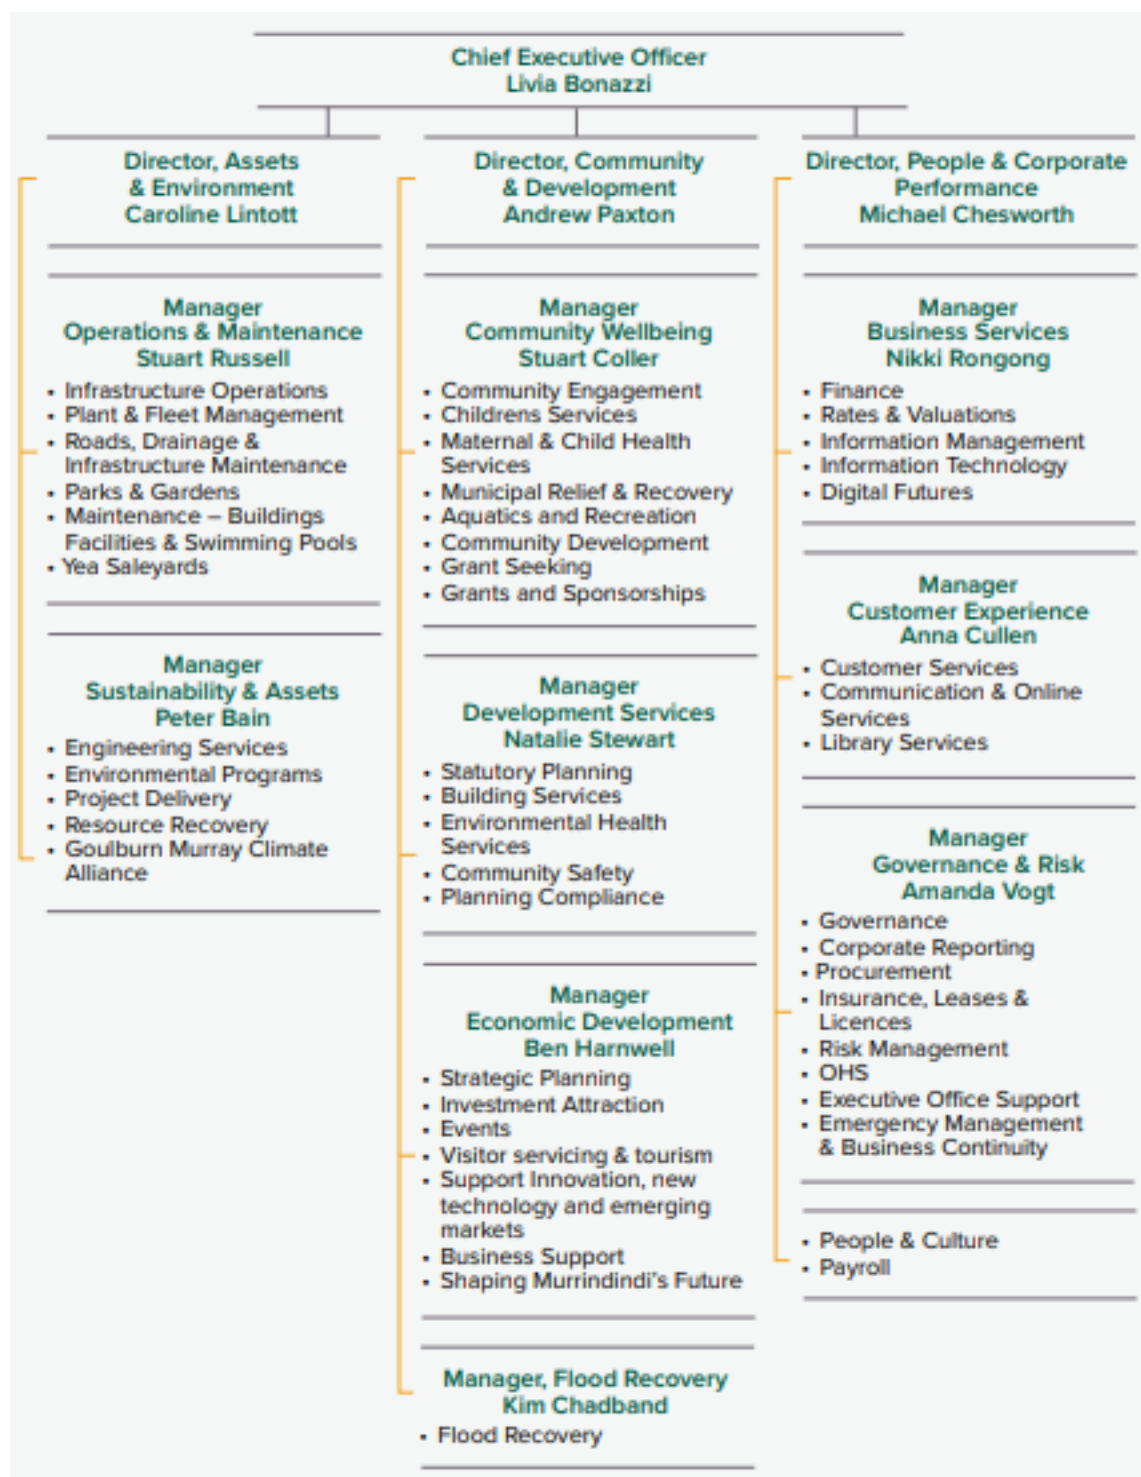 Chief Executive Officer
Livia Bonazzi
Director, Assets
& Environment
Caroline Lintott
Manager
Operations & Maintenance
Stuart Russell
• Infrastructure Operations
• Plant & Fleet Management
• Roads, Drainage &
Infrastructure Maintenance
• Parks & Gardens
• Maintenance – Buildings
Facilities & Swimming Pools
• Yea Saleyards
Manager
Sustainability & Assets
Peter Bain
• Engineering Services
• Environmental Programs
• Project Delivery
• Resource Recovery
• Goulburn Murray Climate
Alliance
Director, Community
& Development
Andrew Paxton
Manager
Community Wellbeing
Stuart Coller
• Community Engagement
• Childrens Services
• Maternal & Child Health
Services
• Municipal Relief & Recovery
• Aquatics and Recreation
• Community Development
• Grant Seeking
• Grants and Sponsorships
Manager
Development Services
Natalie Stewart
• Statutory Planning
• Building Services
• Environmental Health
Services
• Community Safety
• Planning Compliance
Manager
Economic Development
Ben Harnwell
• Strategic Planning
• Investment Attraction
• Events
• Visitor servicing & tourism
• Support Innovation, new
technology and emerging
markets
• Business Support
• Shaping Murrindindi's Future
Manager, Flood Recovery
Kim Chadband
• Flood Recovery
Director, People & Corporate
Performance
Michael Chesworth
Manager
Business Services
Nikki Rongong
• Finance
• Rates & Valuations
• Information Management
• Information Technology
• Digital Futures
Manager
Customer Experience
Anna Cullen
• Customer Services
• Communication & Online
Services
• Library Services
Manager
Governance & Risk
Amanda Vogt
• Governance
• Corporate Reporting
• Procurement
• Insurance, Leases &
Licences
• Risk Management
• OHS
• Executive Office Support
• Emergency Management
& Business Continuity
• People & Culture
• Payroll